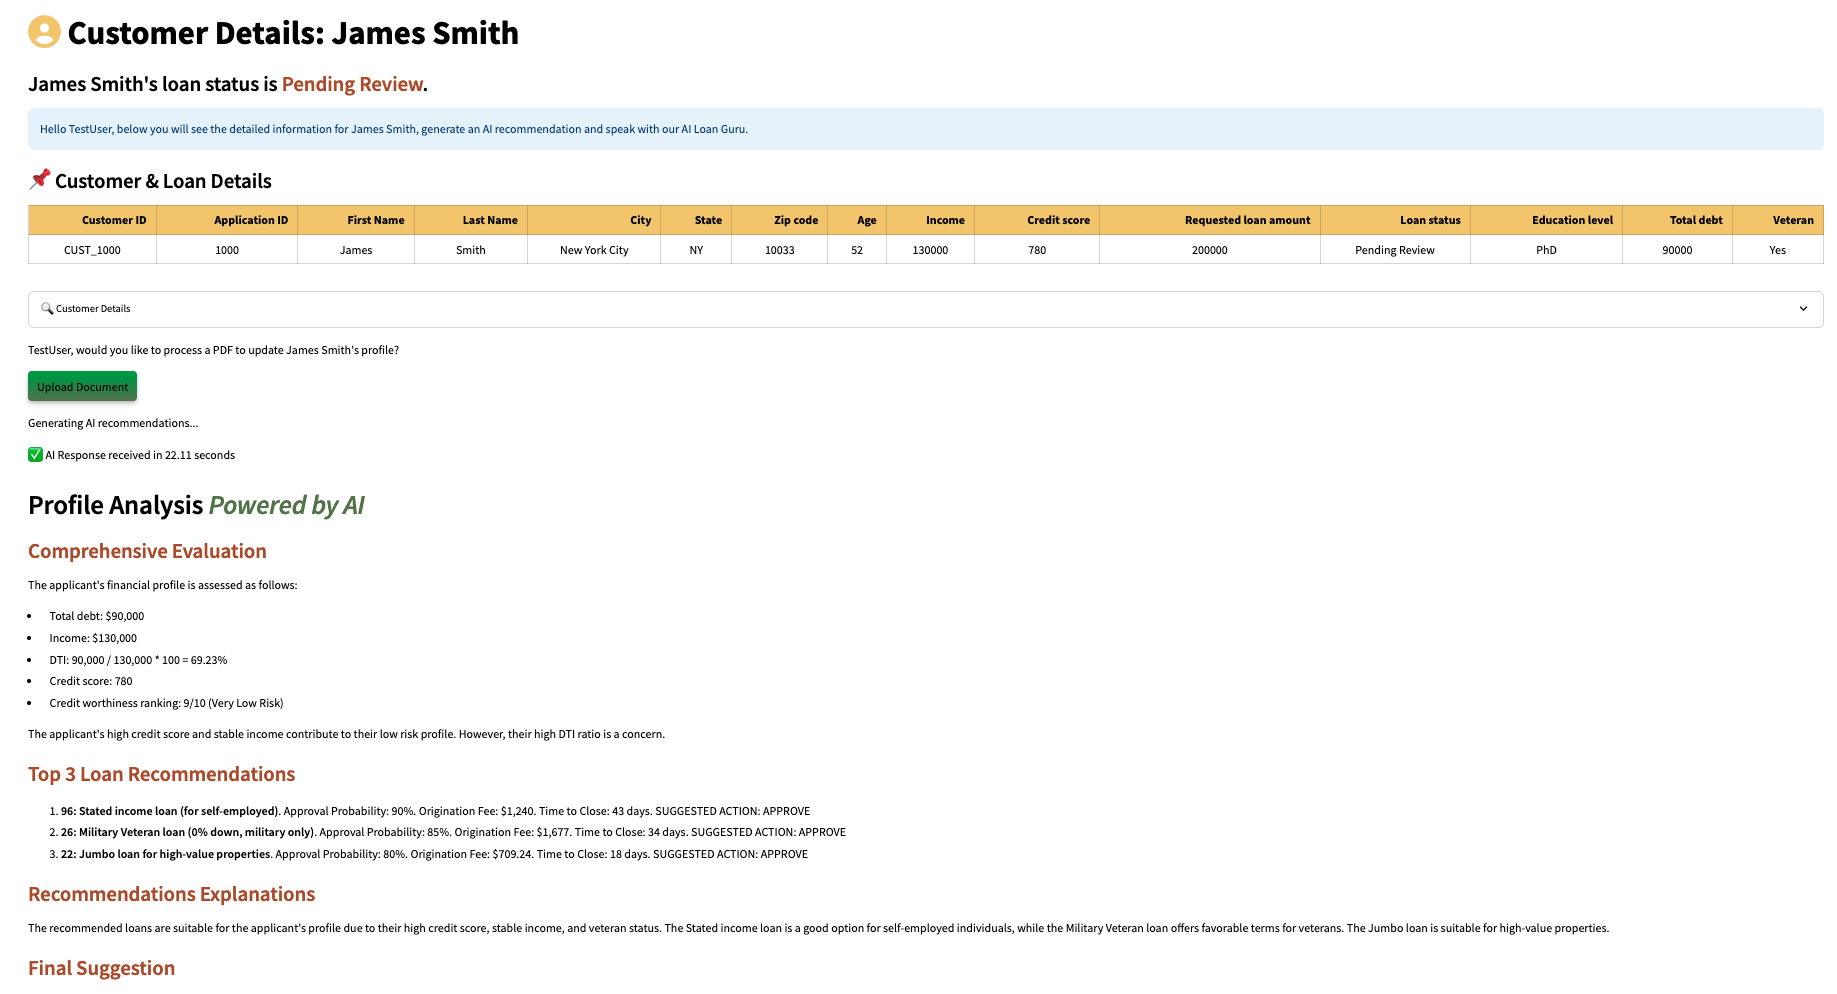 Customer Details: James Smith
James Smith's loan status is Pending Review.
Hello TestUser, below you will see the detailed information for James Smith, generate an AI recommendation and speak with our AI Loan Guru.
Customer & Loan Details
Customer ID Application ID First Name Last Name City State Zip code Age Income Credit score Requested loan amount Loan status Education level Total debt Veteran
CUST_1000 1000 James Smith New York City NY 10033 52 130000 780 200000 Pending Review PhD 90000 Yes
Customer Details
TestUser, would you like to process a PDF to update James Smith's profile?
Upload Document
Generating AI recommendations...
AI Response received in 22.11 seconds
Profile Analysis Powered by AI
Comprehensive Evaluation
The applicant's financial profile is assessed as follows:
• Total debt: $90,000
• Income: $130,000
• DTI: 90,000 / 130,000 * 100 = 69.23%
• Credit score: 780
• Credit worthiness ranking: 9/10 (Very Low Risk)
The applicant's high credit score and stable income contribute to their low risk profile. However, their high DTI ratio is a concern.
Top 3 Loan Recommendations
1. 96: Stated income loan (for self-employed). Approval Probability: 90%. Origination Fee: $1,240. Time to Close: 43 days. SUGGESTED ACTION: APPROVE
2. 26: Military Veteran loan (0% down, military only). Approval Probability: 85%. Origination Fee: $1,677. Time to Close: 34 days. SUGGESTED ACTION: APPROVE
3. 22: Jumbo loan for high-value properties. Approval Probability: 80%. Origination Fee: $709.24. Time to Close: 18 days. SUGGESTED ACTION: APPROVE
Recommendations Explanations
The recommended loans are suitable for the applicant's profile due to their high credit score, stable income, and veteran status. The Stated income loan is a good option for self-employed individuals, while the Military Veteran loan offers favorable terms for veterans. The Jumbo loan is suitable for high-value properties.
Final Suggestion